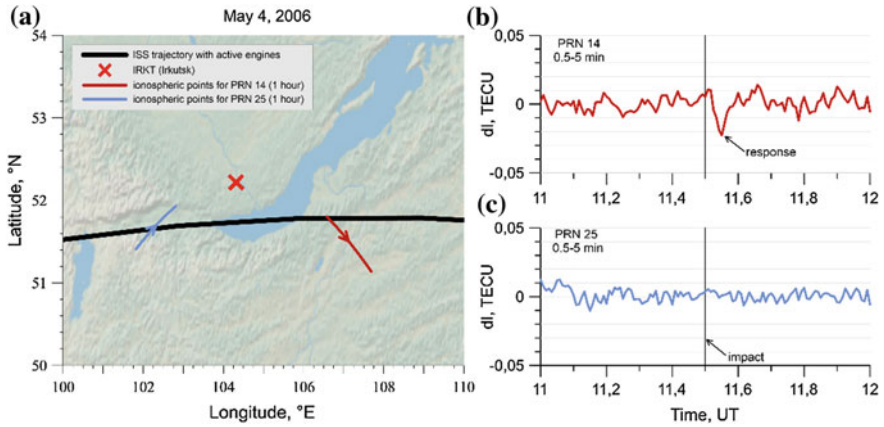 (a)
May 4, 2006
54
53
52
51
50
Latitude, °N
ISS trajectory with active engines
IRKT (Irkutsk)
ionospheric points for PRN 14 (1 hour)
ionospheric points for PRN 25 (1 hour)
100 102 104 106 108 110
Longitude, °E
(b)
0,05
0
-0,05
dI, TECU
PRN 14
0.5-5 min
response
11 11,2 11,4 11,6 11,8 12
(c)
0,05
0
-0,05
dI, TECU
PRN 25
0.5-5 min
impact
11 11,2 11,4 11,6 11,8 12
Time, UT